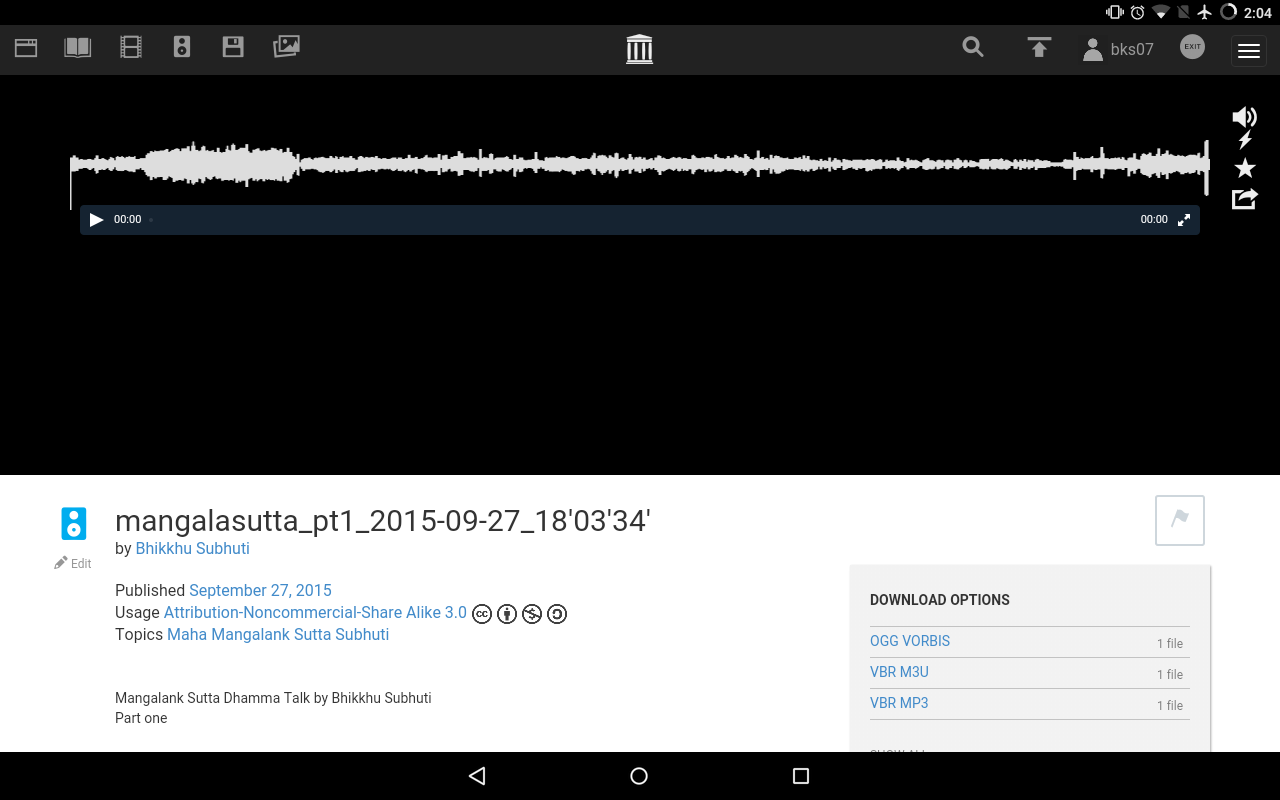 2:04
bks07
EXIT
00:00
00:00
mangalasutta_pt1_2015-09-27_18'03'34'
by Bhikkhu Subhuti
Edit
Published September 27, 2015
Usage Attribution-Noncommercial-Share Alike 3.0 cc
Topics Maha Mangalank Sutta Subhuti
Mangalank Sutta Dhamma Talk by Bhikkhu Subhuti
Part one
DOWNLOAD OPTIONS
OGG VORBIS 1 file
VBR M3U 1 file
VBR MP3 1 file